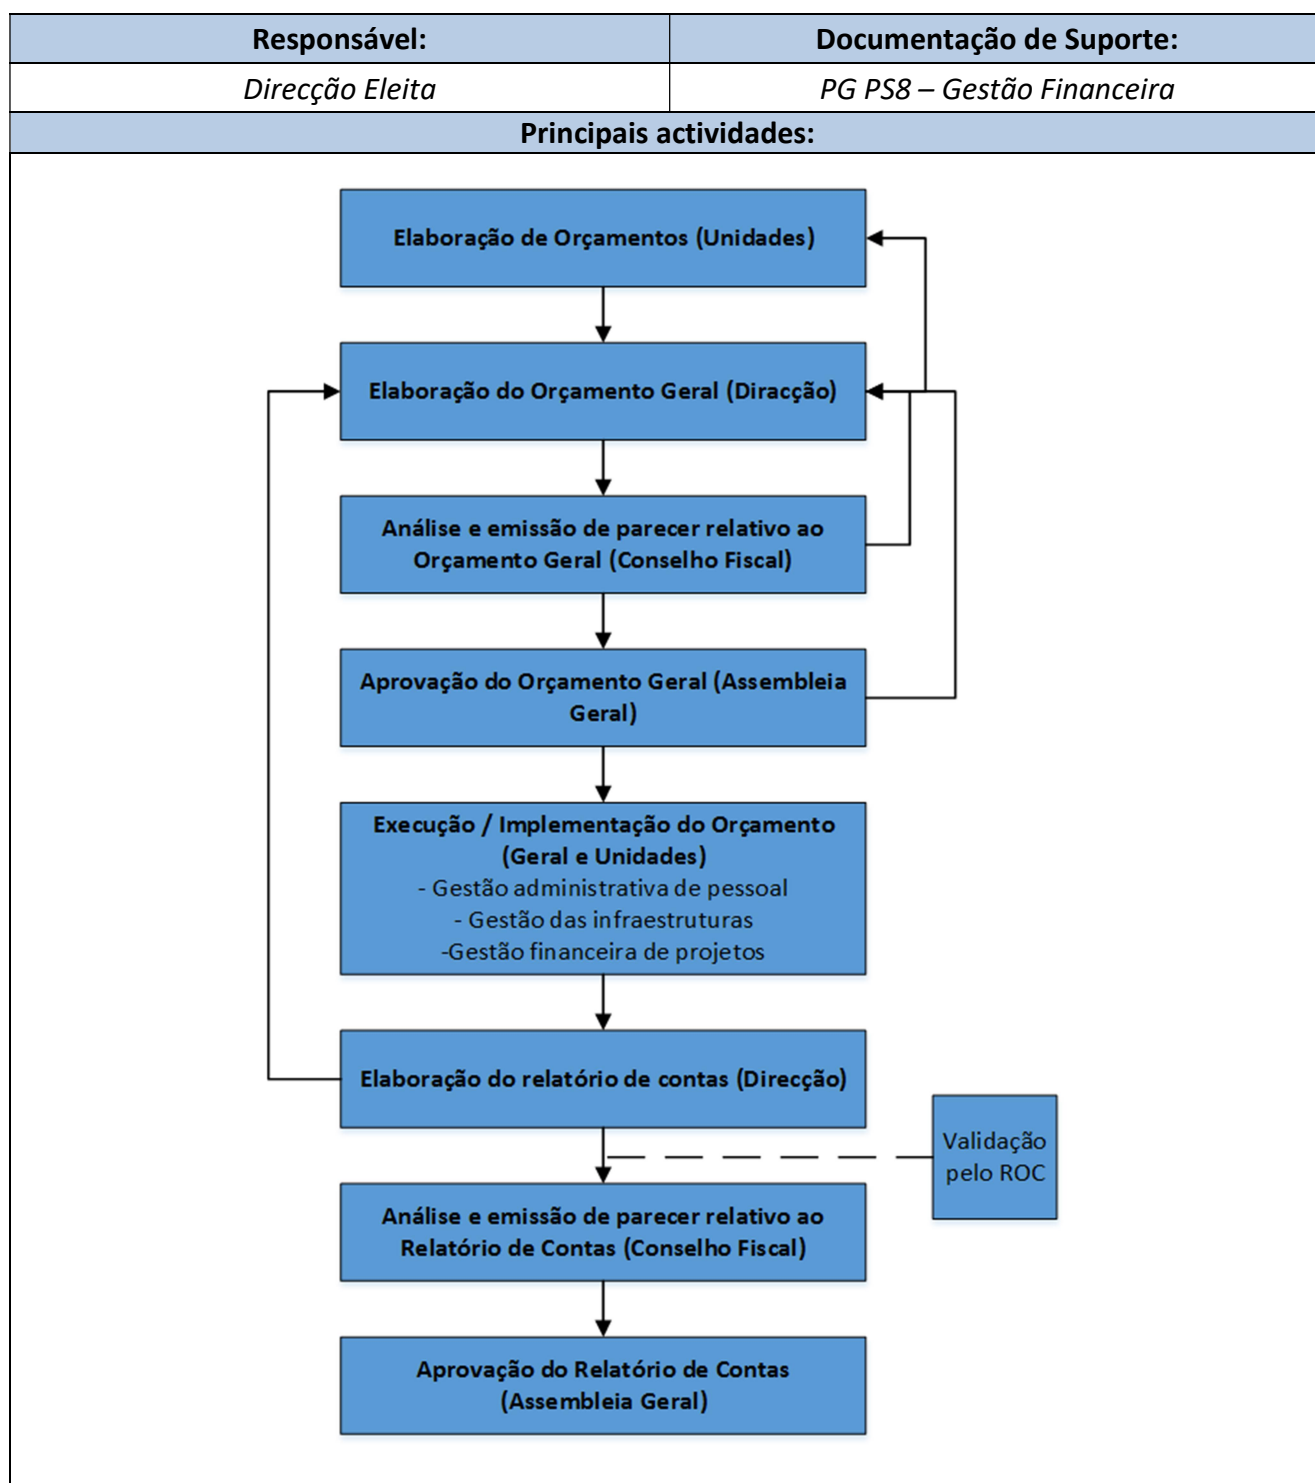 Responsável:
Documentação de Suporte:
Direcção Eleita
PG PS8 – Gestão Financeira
Principais actividades:
Elaboração de Orçamentos (Unidades)
Elaboração do Orçamento Geral (Diracção)
Análise e emissão de parecer relativo ao
Orçamento Geral (Conselho Fiscal)
Aprovação do Orçamento Geral (Assembleia
Geral)
Execução / Implementação do Orçamento
(Geral e Unidades)
- Gestão administrativa de pessoal
- Gestão das infraestruturas
-Gestão financeira de projetos
Elaboração do relatório de contas (Direcção)
Validação
pelo ROC
Análise e emissão de parecer relativo ao
Relatório de Contas (Conselho Fiscal)
Aprovação do Relatório de Contas
(Assembleia Geral)